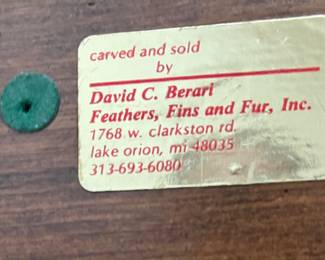 carved and sold
by
David C. Berari
Feathers, Fins and Fur, Inc.
1768 w. clarkston rd.
lake orion, mi 48035
313-693-6080